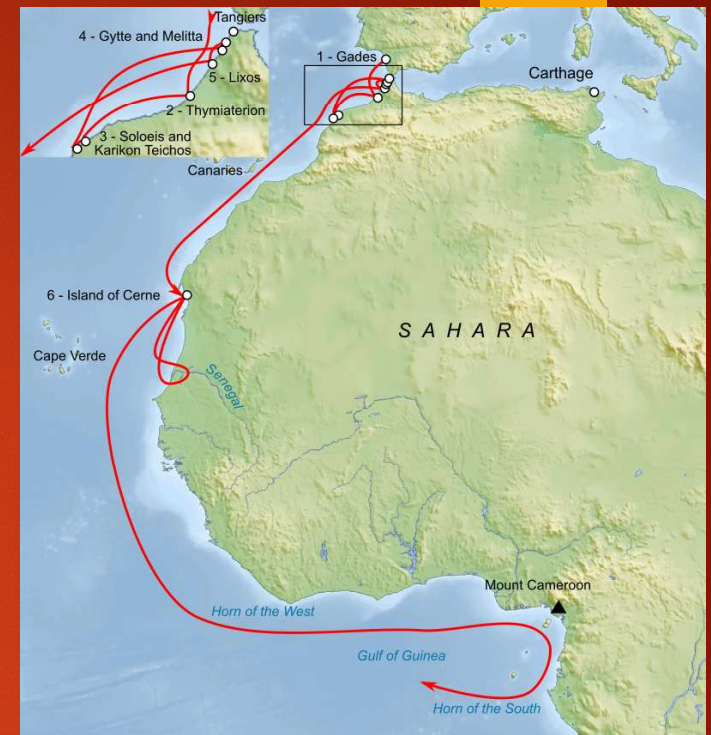 Tangiers
4 - Gytte and Melitta
5 - Lixos
2 - Thymiaterion
3 - Soloeis and
Karikon Teichos
1 - Gades
Carthage
Canaries
6 - Island of Cerne
S A H A R A
Cape Verde
Senegal
Mount Cameroon
Horn of the West
Gulf of Guinea
Horn of the South